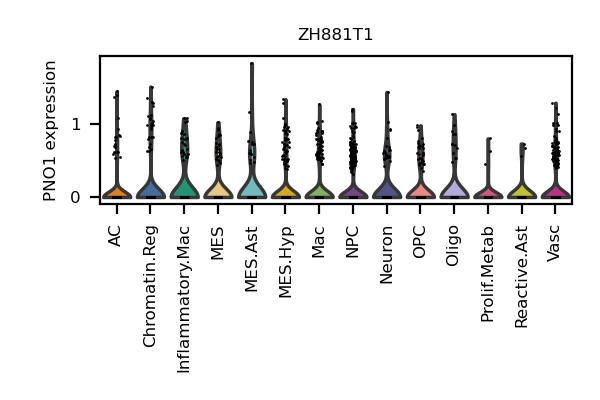 ZH881T1
PNO1 expression
1
0
AC
Chromatin.Reg
Inflammatory.Mac
MES
MES.Ast
MES.Hyp
Mac
NPC
Neuron
OPC
Oligo
Prolif.Metab
Reactive.Ast
Vasc